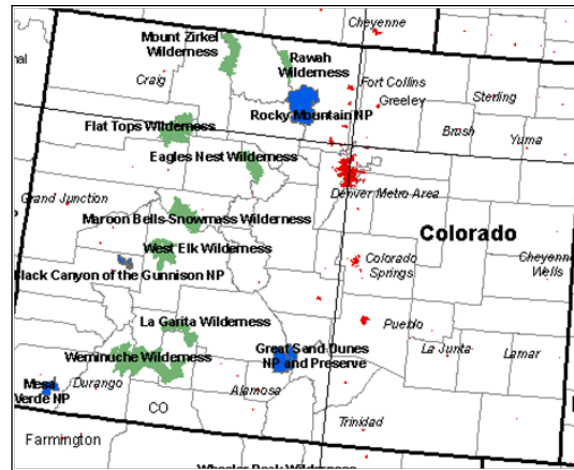 Cheyenne
Mount Zirkel
Wilderness
Rawah
Wilderness
Craig
Fort Collins
Greeley
Sterling
Rocky Mountain NP
Flat Tops Wilderness
Brush
Yuma
Eagles Nest Wilderness
Denver Metro Area
Grand Junction
Maroon Bells-Snowmass Wilderness
Colorado
West Elk Wilderness
Colorado
Springs
Cheyenne
Wells
Black Canyon of the Gunnison NP
La Garita Wilderness
Pueblo
Weminuche Wilderness
Great Sand Dunes
NP and Preserve
La Junta
Lamar
Mesa
Verde NP
Durango
Alamosa
CO
Trinidad
Farmington
Wheeler Peak Wilderness